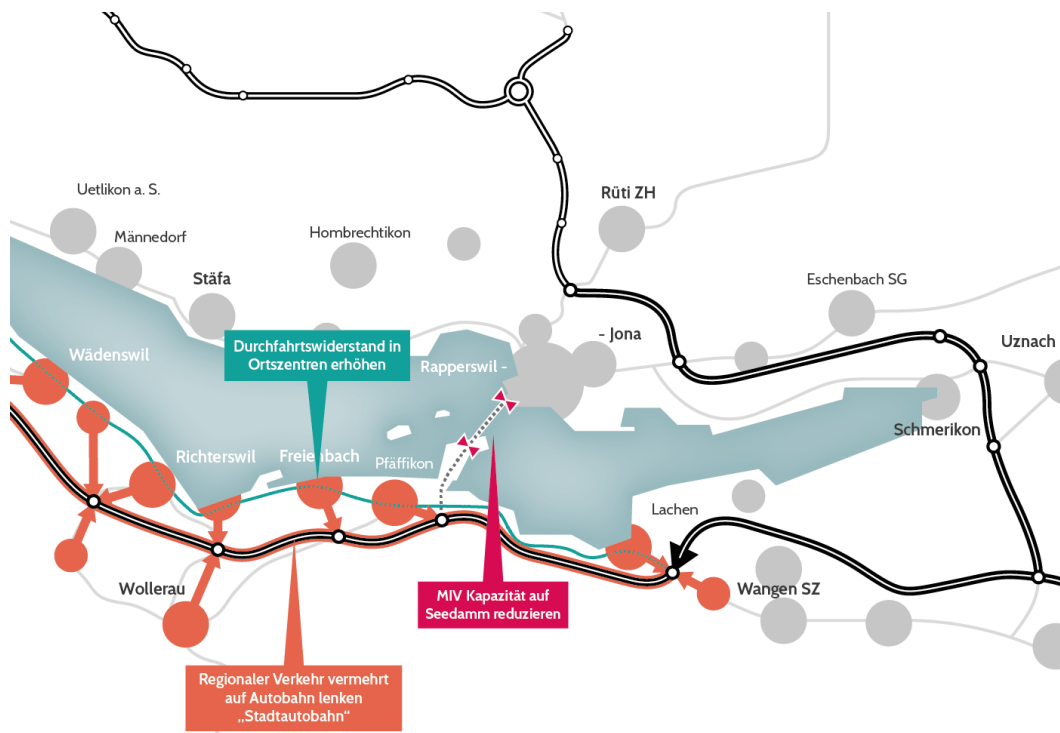 Uetlikon a. S.
Männedorf
Stäfa
Hombrechtikon
Rüti ZH
Eschenbach SG
- Jona
Uznach
Durchfahrtswiderstand in
Ortszentren erhöhen
Wädenswil
Rapperswil -
Schmerikon
Richterswil
Freienbach
Pfäffikon
Lachen
Wollerau
MIV Kapazität auf
Seedamm reduzieren
Wangen SZ
Regionaler Verkehr vermehrt
auf Autobahn lenken
„Stadtautobahn“